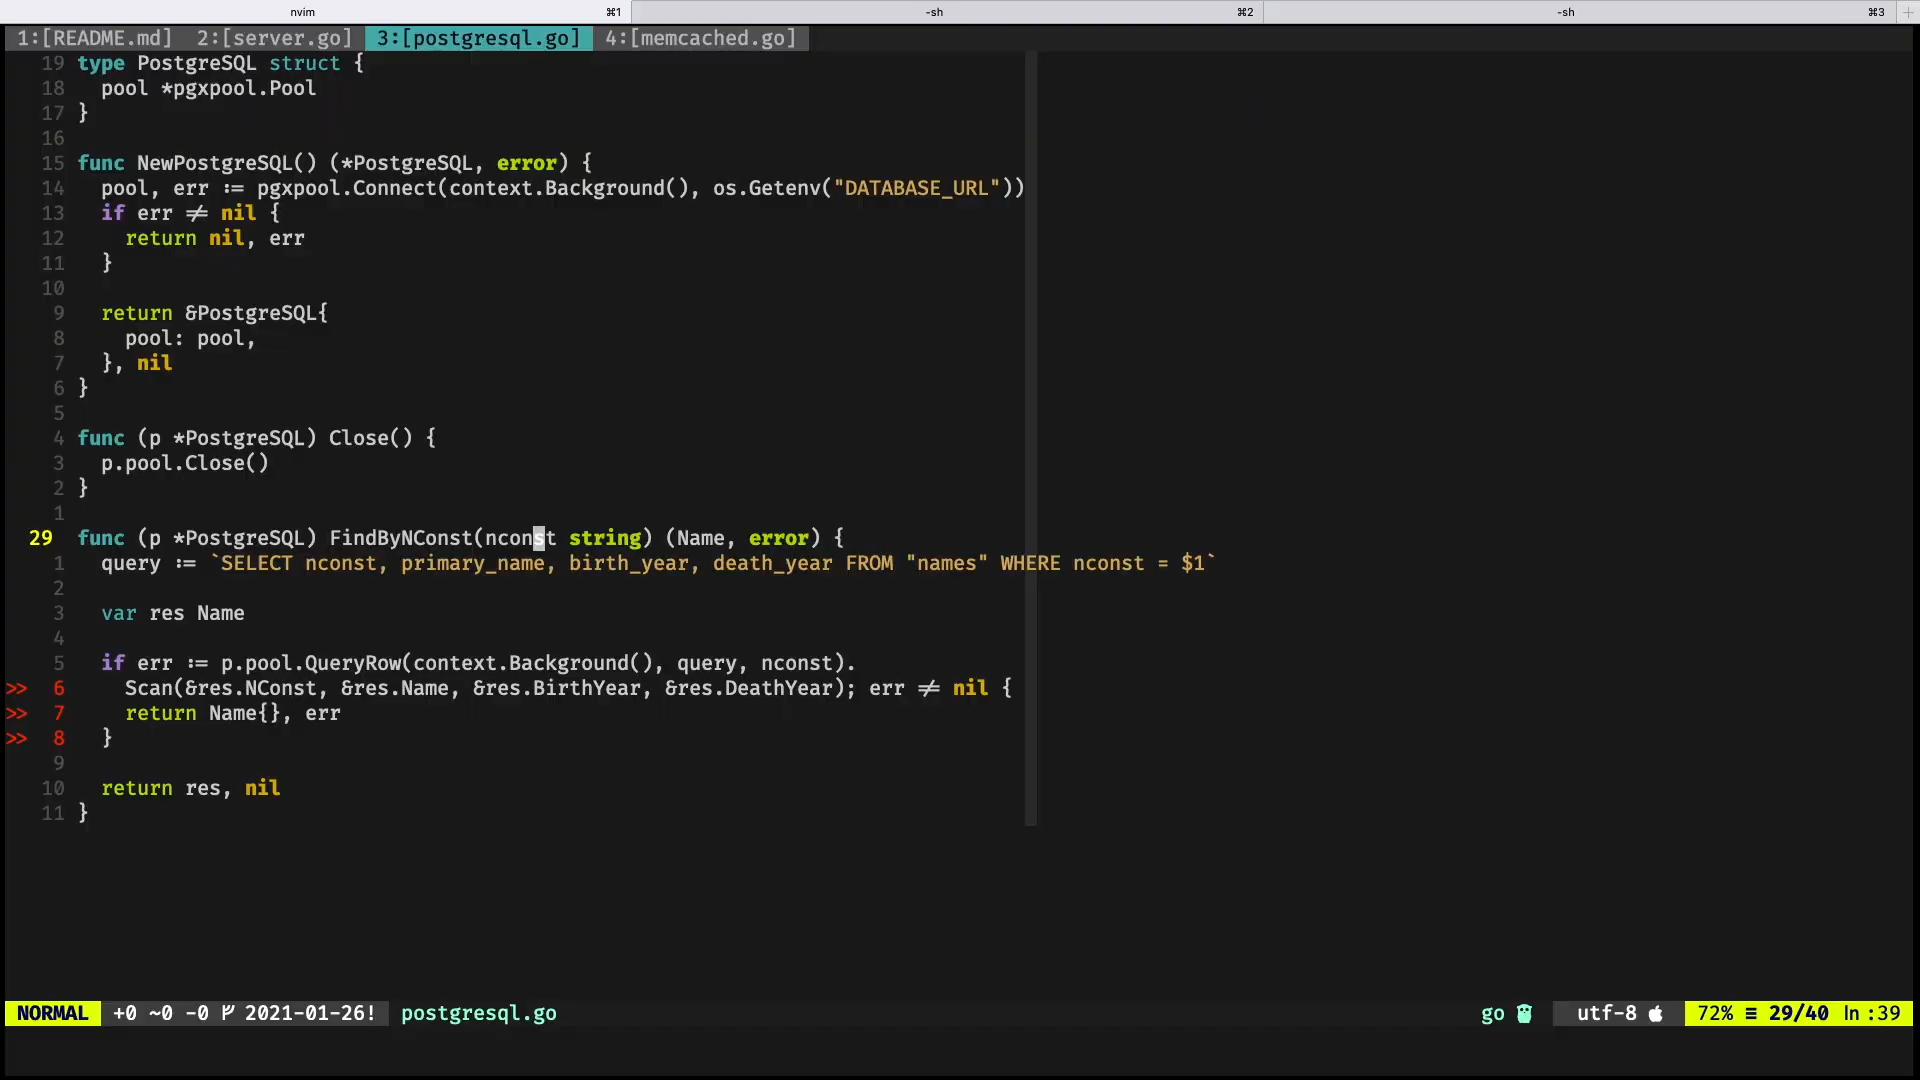 nvim ⌘1 -sh ⌘2 -sh ⌘3 +
1:[README.md] 2:[server.go] 3:[postgresql.go] 4:[memcached.go]
19 type PostgreSQL struct {
18 pool *pgxpool.Pool
17 }
16
15 func NewPostgreSQL() (*PostgreSQL, error) {
14 pool, err := pgxpool.Connect(context.Background(), os.Getenv("DATABASE_URL"))
13 if err ≠ nil {
12 return nil, err
11 }
10
9 return &PostgreSQL{
8 pool: pool,
7 }, nil
6 }
5
4 func (p *PostgreSQL) Close() {
3 p.pool.Close()
2 }
1
29 func (p *PostgreSQL) FindByNConst(nconst string) (Name, error) {
1 query := `SELECT nconst, primary_name, birth_year, death_year FROM "names" WHERE nconst = $1`
2
3 var res Name
4
5 if err := p.pool.QueryRow(context.Background(), query, nconst).
>> 6 Scan(&res.NConst, &res.Name, &res.BirthYear, &res.DeathYear); err ≠ nil {
>> 7 return Name{}, err
>> 8 }
9
10 return res, nil
11 }
NORMAL +0 ~0 -0 2021-01-26! postgresql.go go utf-8 72% ≡ 29/40 ln :39